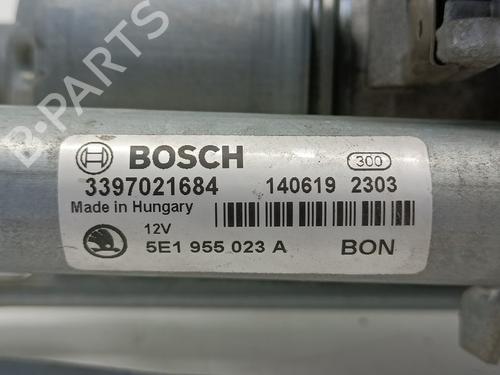 B-PARTS
BOSCH 300
3397021684 140619 2303
Made in Hungary
12V
5E1 955 023 A BON